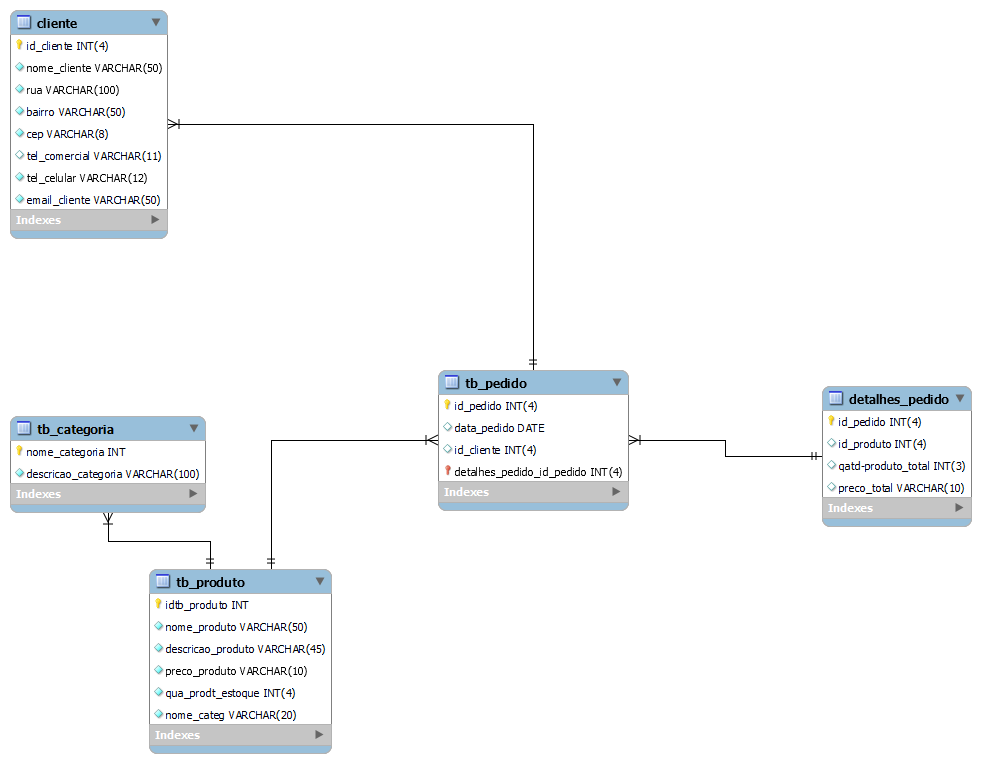 cliente
id_cliente INT(4)
nome_cliente VARCHAR(50)
rua VARCHAR(100)
bairro VARCHAR(50)
cep VARCHAR(8)
tel_comercial VARCHAR(11)
tel_celular VARCHAR(12)
email_cliente VARCHAR(50)
Indexes
tb_pedido
id_pedido INT(4)
data_pedido DATE
id_cliente INT(4)
detalhes_pedido_id_pedido INT(4)
Indexes
detalhes_pedido
id_pedido INT(4)
id_produto INT(4)
qatd-produto_total INT(3)
preco_total VARCHAR(10)
Indexes
tb_categoria
nome_categoria INT
descricao_categoria VARCHAR(100)
Indexes
tb_produto
idtb_produto INT
nome_produto VARCHAR(50)
descricao_produto VARCHAR(45)
preco_produto VARCHAR(10)
qua_prodt_estoque INT(4)
nome_categ VARCHAR(20)
Indexes